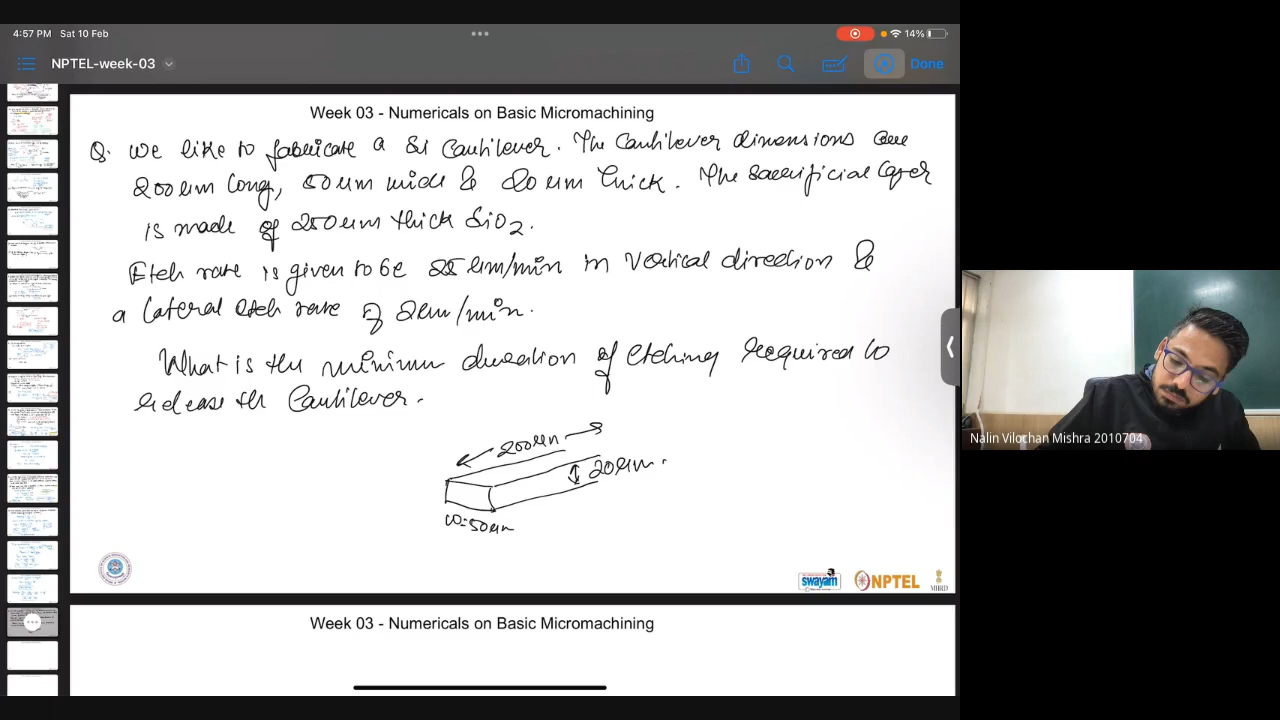 4:57 PM Sat 10 Feb
14%
NPTEL-week-03
Done
Week 03 - Numericals on Basic Micromachining
Q. we like to fabricate a Si Cantilever. The Cantilever dimensions are
200um long, 50um wide & 20um thick. The sacrificial layer
is made of 200um thick SiO2.
Etch rate is given to be um/min in vertical direction &
a lateral etch rate of 2um/min.
What is the minimum duration of etching required to
release the Cantilever.
200um
20um.
w=50um
swayam
NPTEL
MHRD
Nalin Vilochan Mishra 2010704
Week 03 - Numericals on Basic Micromachining